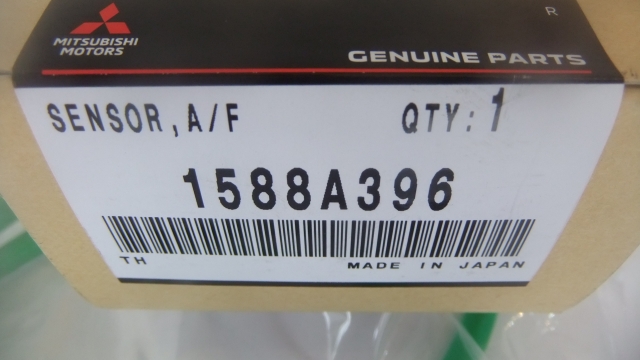 R
MITSUBISHI
MOTORS
GENUINE PARTS
SENSOR,A/F QTY:1
1588A396
TH MADE IN JAPAN